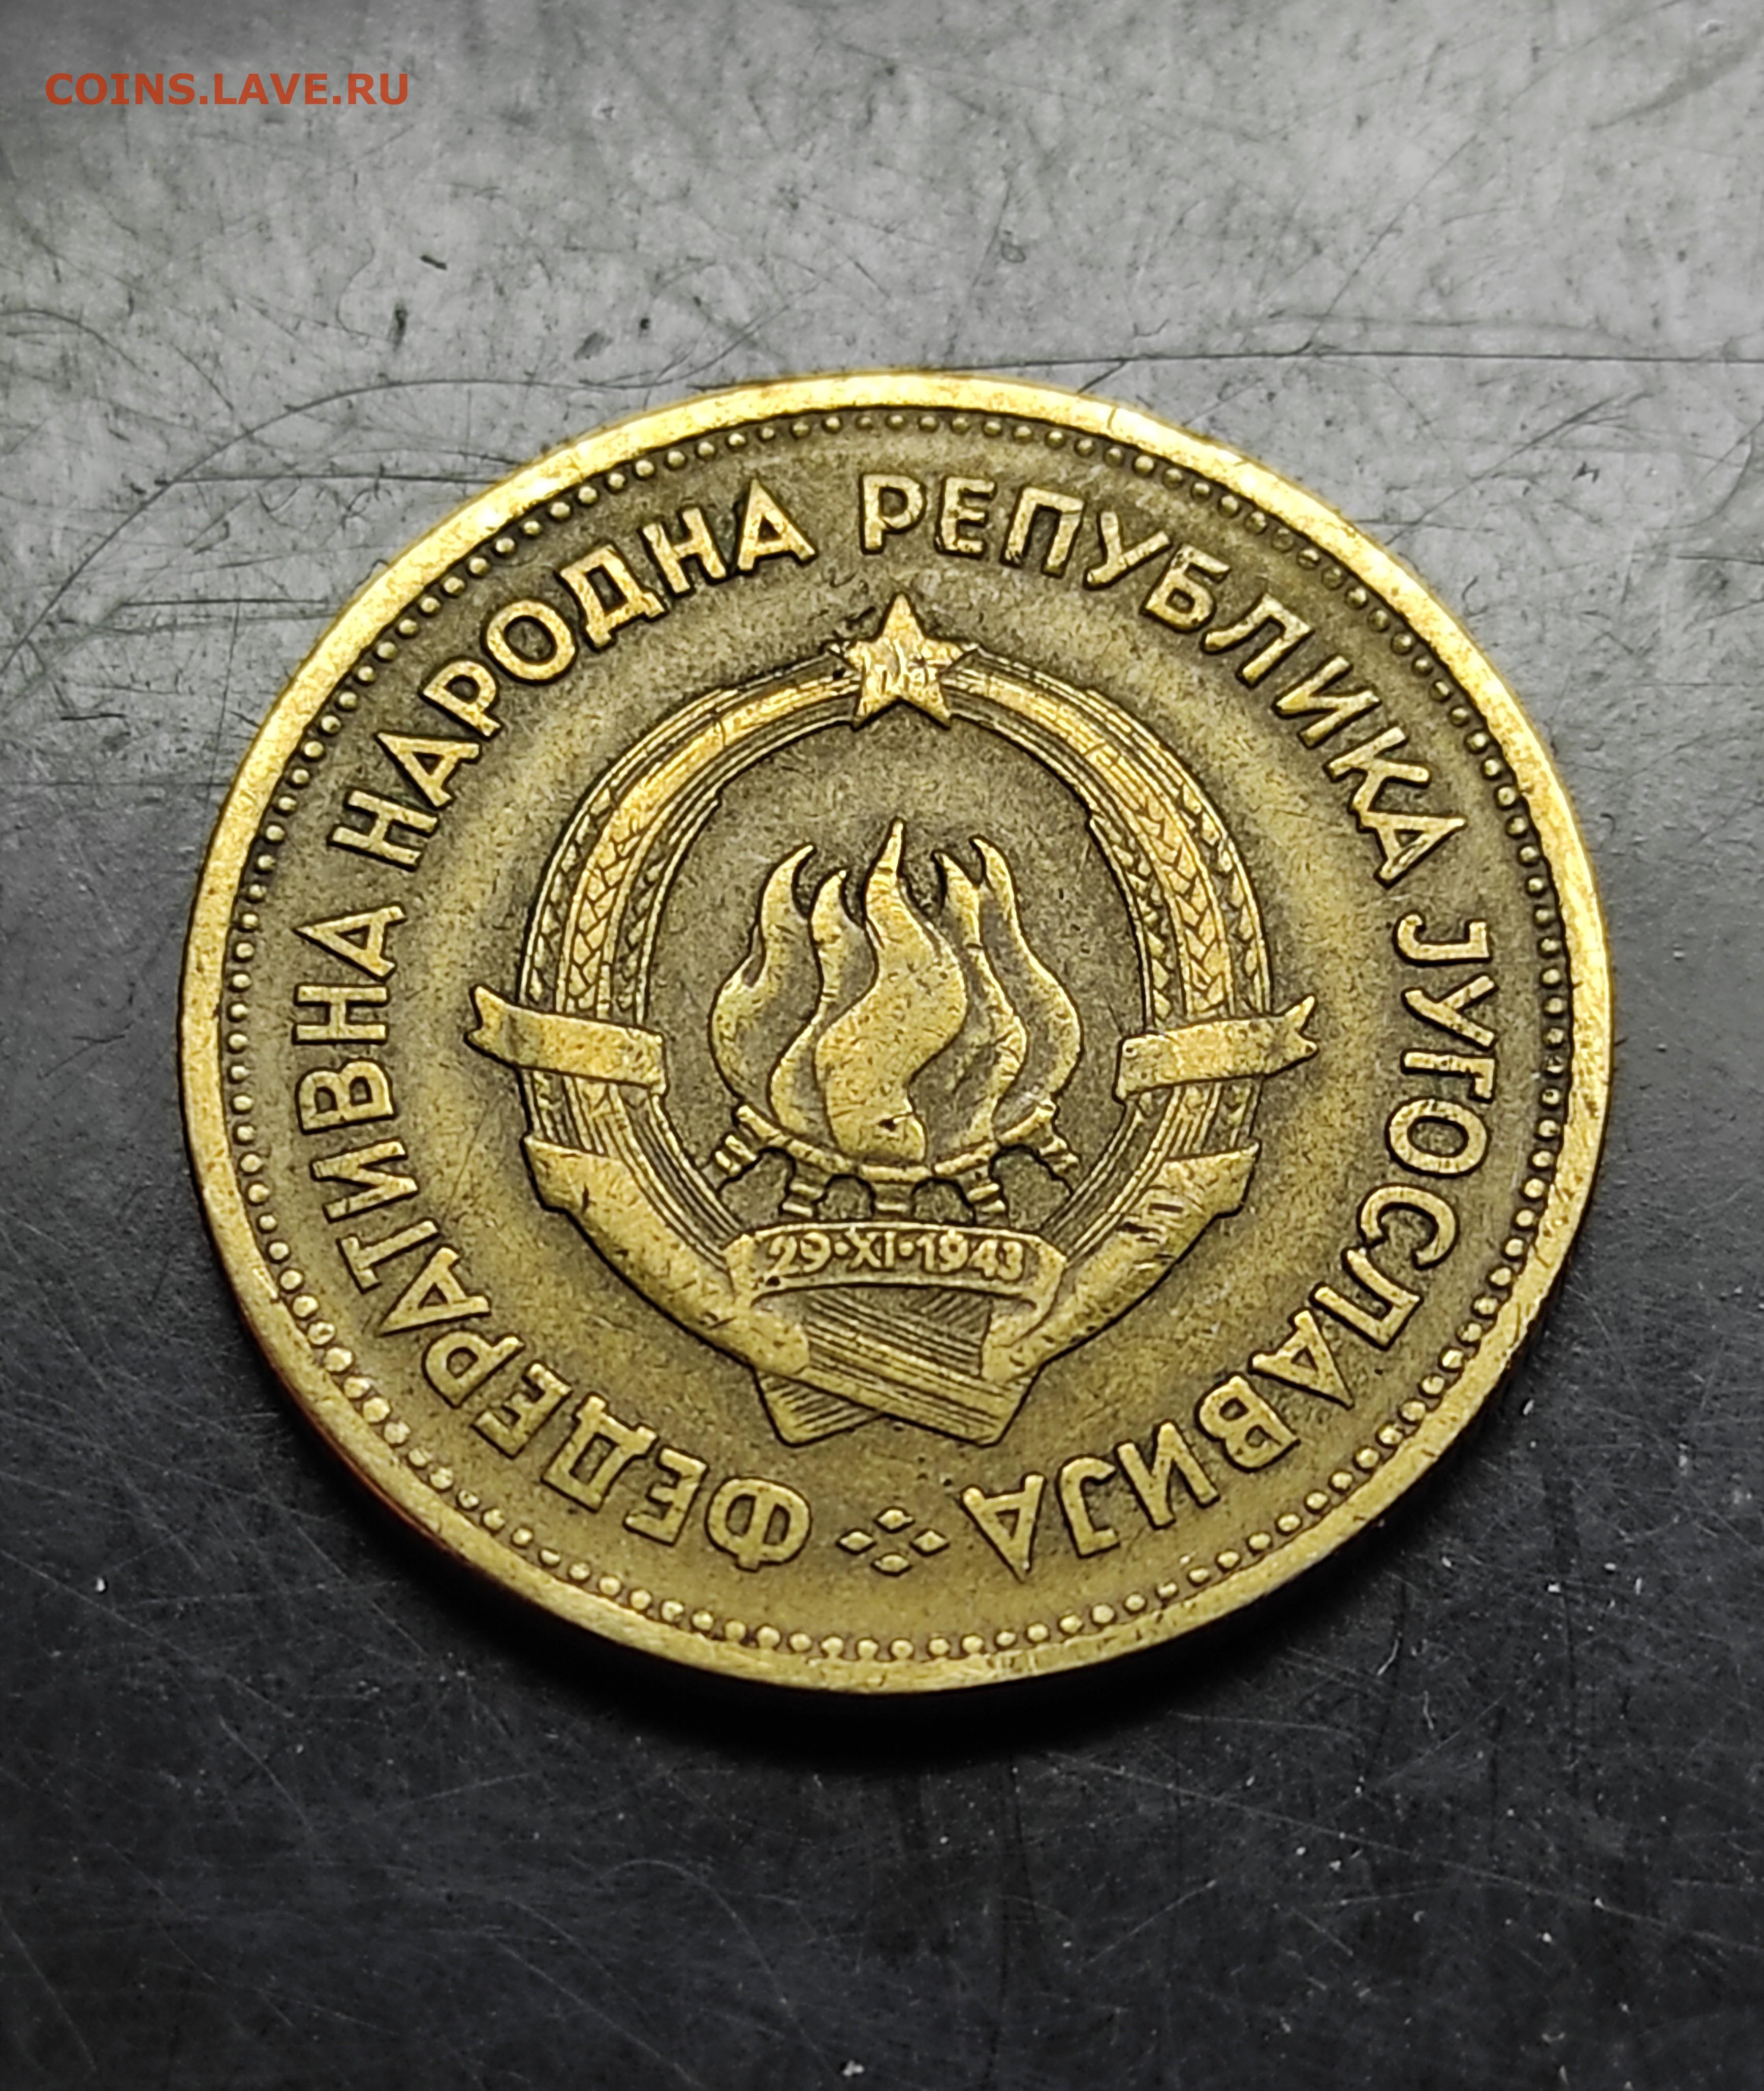 COINS.LAVE.RU
ФЕДЕРАТИВНА НАРОДНА РЕПУБЛИКА ЈУГОСЛАВИЈА
29·XI·1943